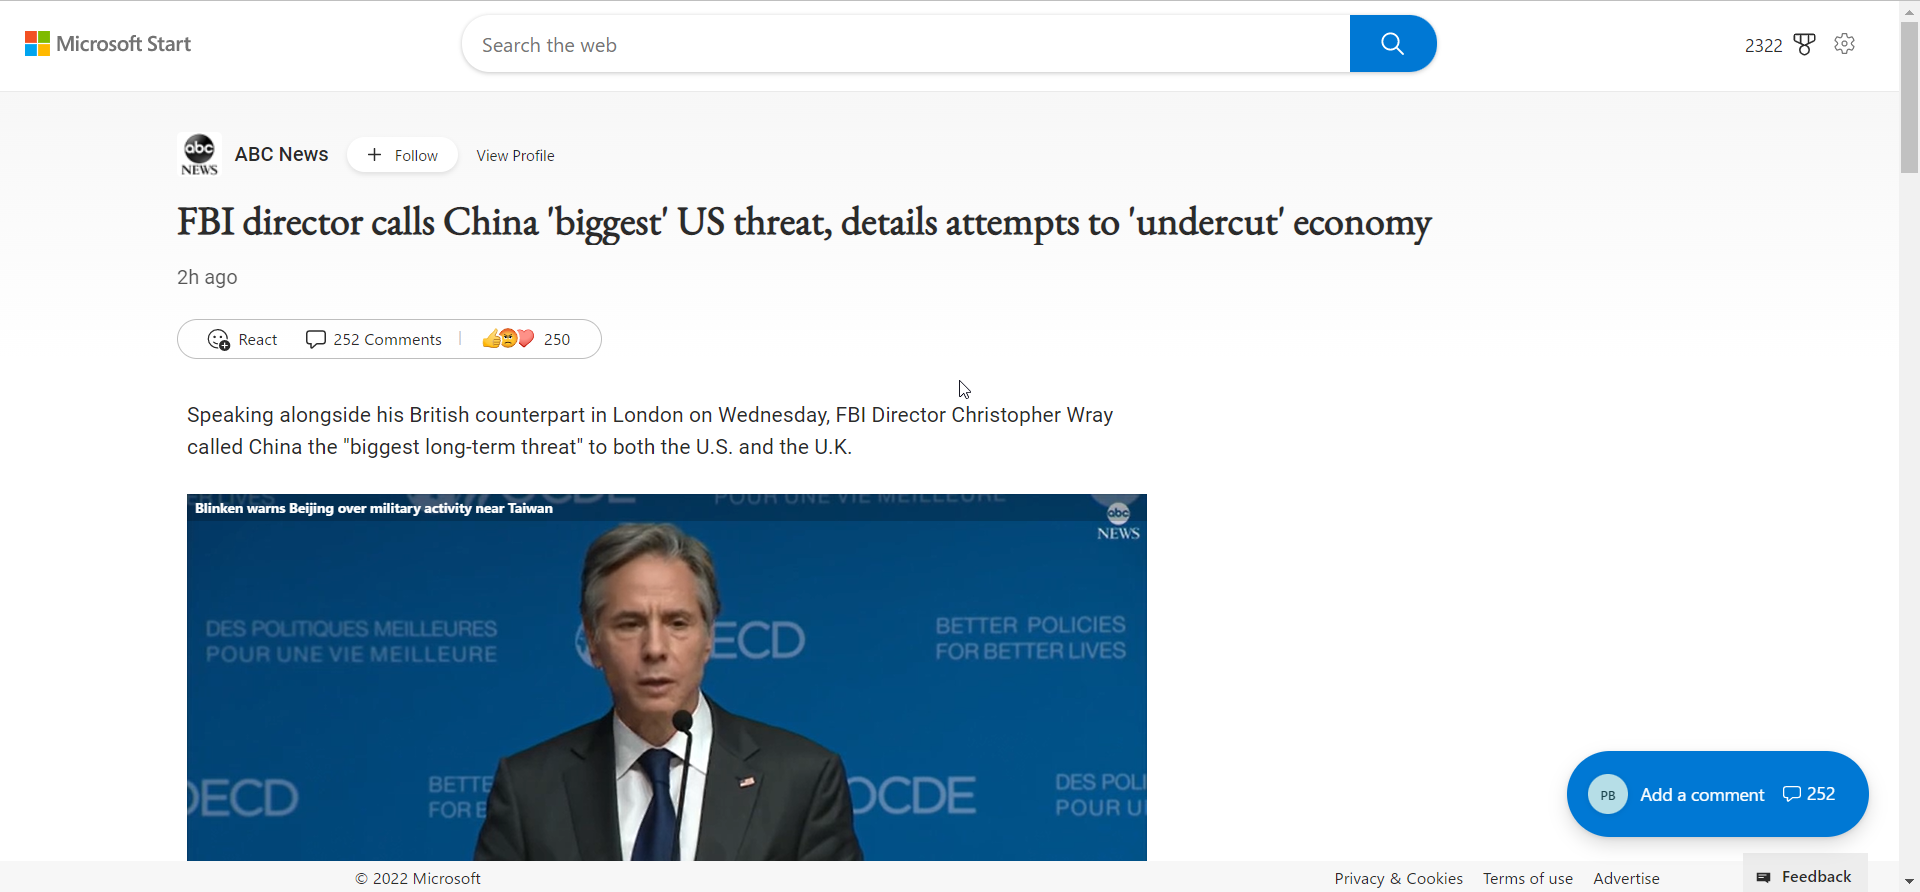 Microsoft Start
Search the web
2322
abc
NEWS
ABC News
Follow
View Profile
FBI director calls China 'biggest' US threat, details attempts to 'undercut' economy
2h ago
React
252 Comments
250
Speaking alongside his British counterpart in London on Wednesday, FBI Director Christopher Wray
called China the "biggest long-term threat" to both the U.S. and the U.K.
POUR UNE VIE MEILLEURE
Blinken warns Beijing over military activity near Taiwan
abc
NEWS
DES POLITIQUES MEILLEURES
POUR UNE VIE MEILLEURE
ECD
BETTER POLICIES
FOR BETTER LIVES
OECD
BETTE
FOR B
OCDE
DES POLI
POUR U
PB
Add a comment
252
© 2022 Microsoft
Privacy & Cookies
Terms of use
Advertise
Feedback